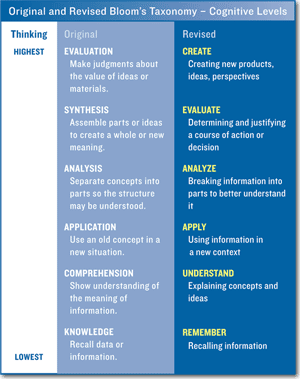 Original and Revised Bloom's Taxonomy – Cognitive Levels
Thinking
Original
Revised
HIGHEST
EVALUATION
Make judgments about
the value of ideas or
materials.
CREATE
Creating new products,
ideas, perspectives
SYNTHESIS
Assemble parts or ideas
to create a whole or new
meaning.
EVALUATE
Determining and justifying
a course of action or
decision
ANALYSIS
Separate concepts into
parts so the structure
may be understood.
ANALYZE
Breaking information into
parts to better understand
it
APPLICATION
Use an old concept in a
new situation.
APPLY
Using information in
a new context
COMPREHENSION
Show understanding of
the meaning of
information.
UNDERSTAND
Explaining concepts and
ideas
KNOWLEDGE
Recall data or
information.
REMEMBER
Recalling information
LOWEST